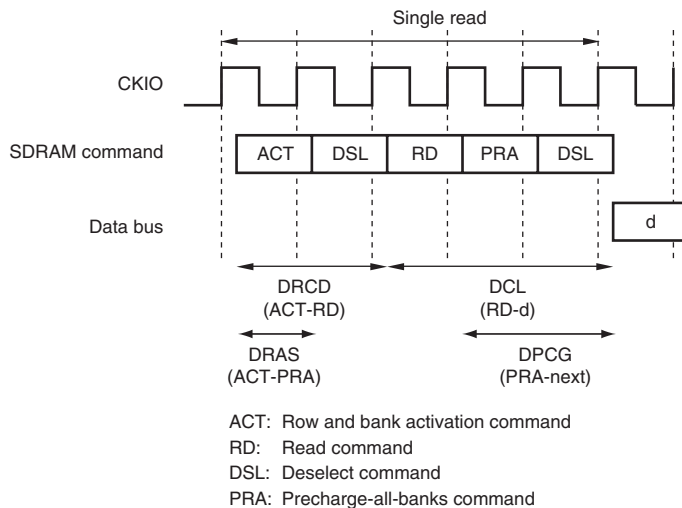 Single read
CKIO
SDRAM command
ACT DSL RD PRA DSL
Data bus
d
DRCD
(ACT-RD)
DCL
(RD-d)
DRAS
(ACT-PRA)
DPCG
(PRA-next)
ACT: Row and bank activation command
RD: Read command
DSL: Deselect command
PRA: Precharge-all-banks command